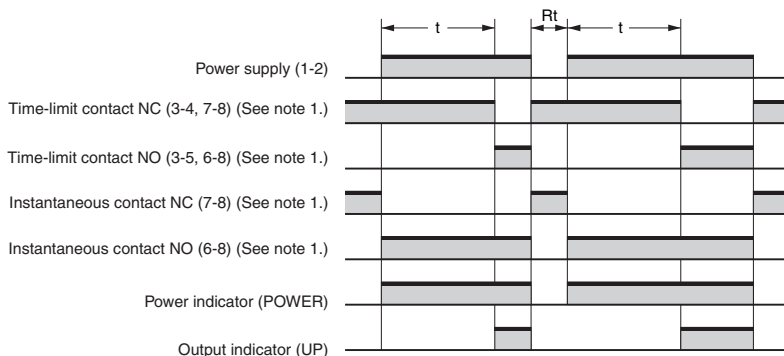 t Rt t
Power supply (1-2)
Time-limit contact NC (3-4, 7-8) (See note 1.)
Time-limit contact NO (3-5, 6-8) (See note 1.)
Instantaneous contact NC (7-8) (See note 1.)
Instantaneous contact NO (6-8) (See note 1.)
Power indicator (POWER)
Output indicator (UP)